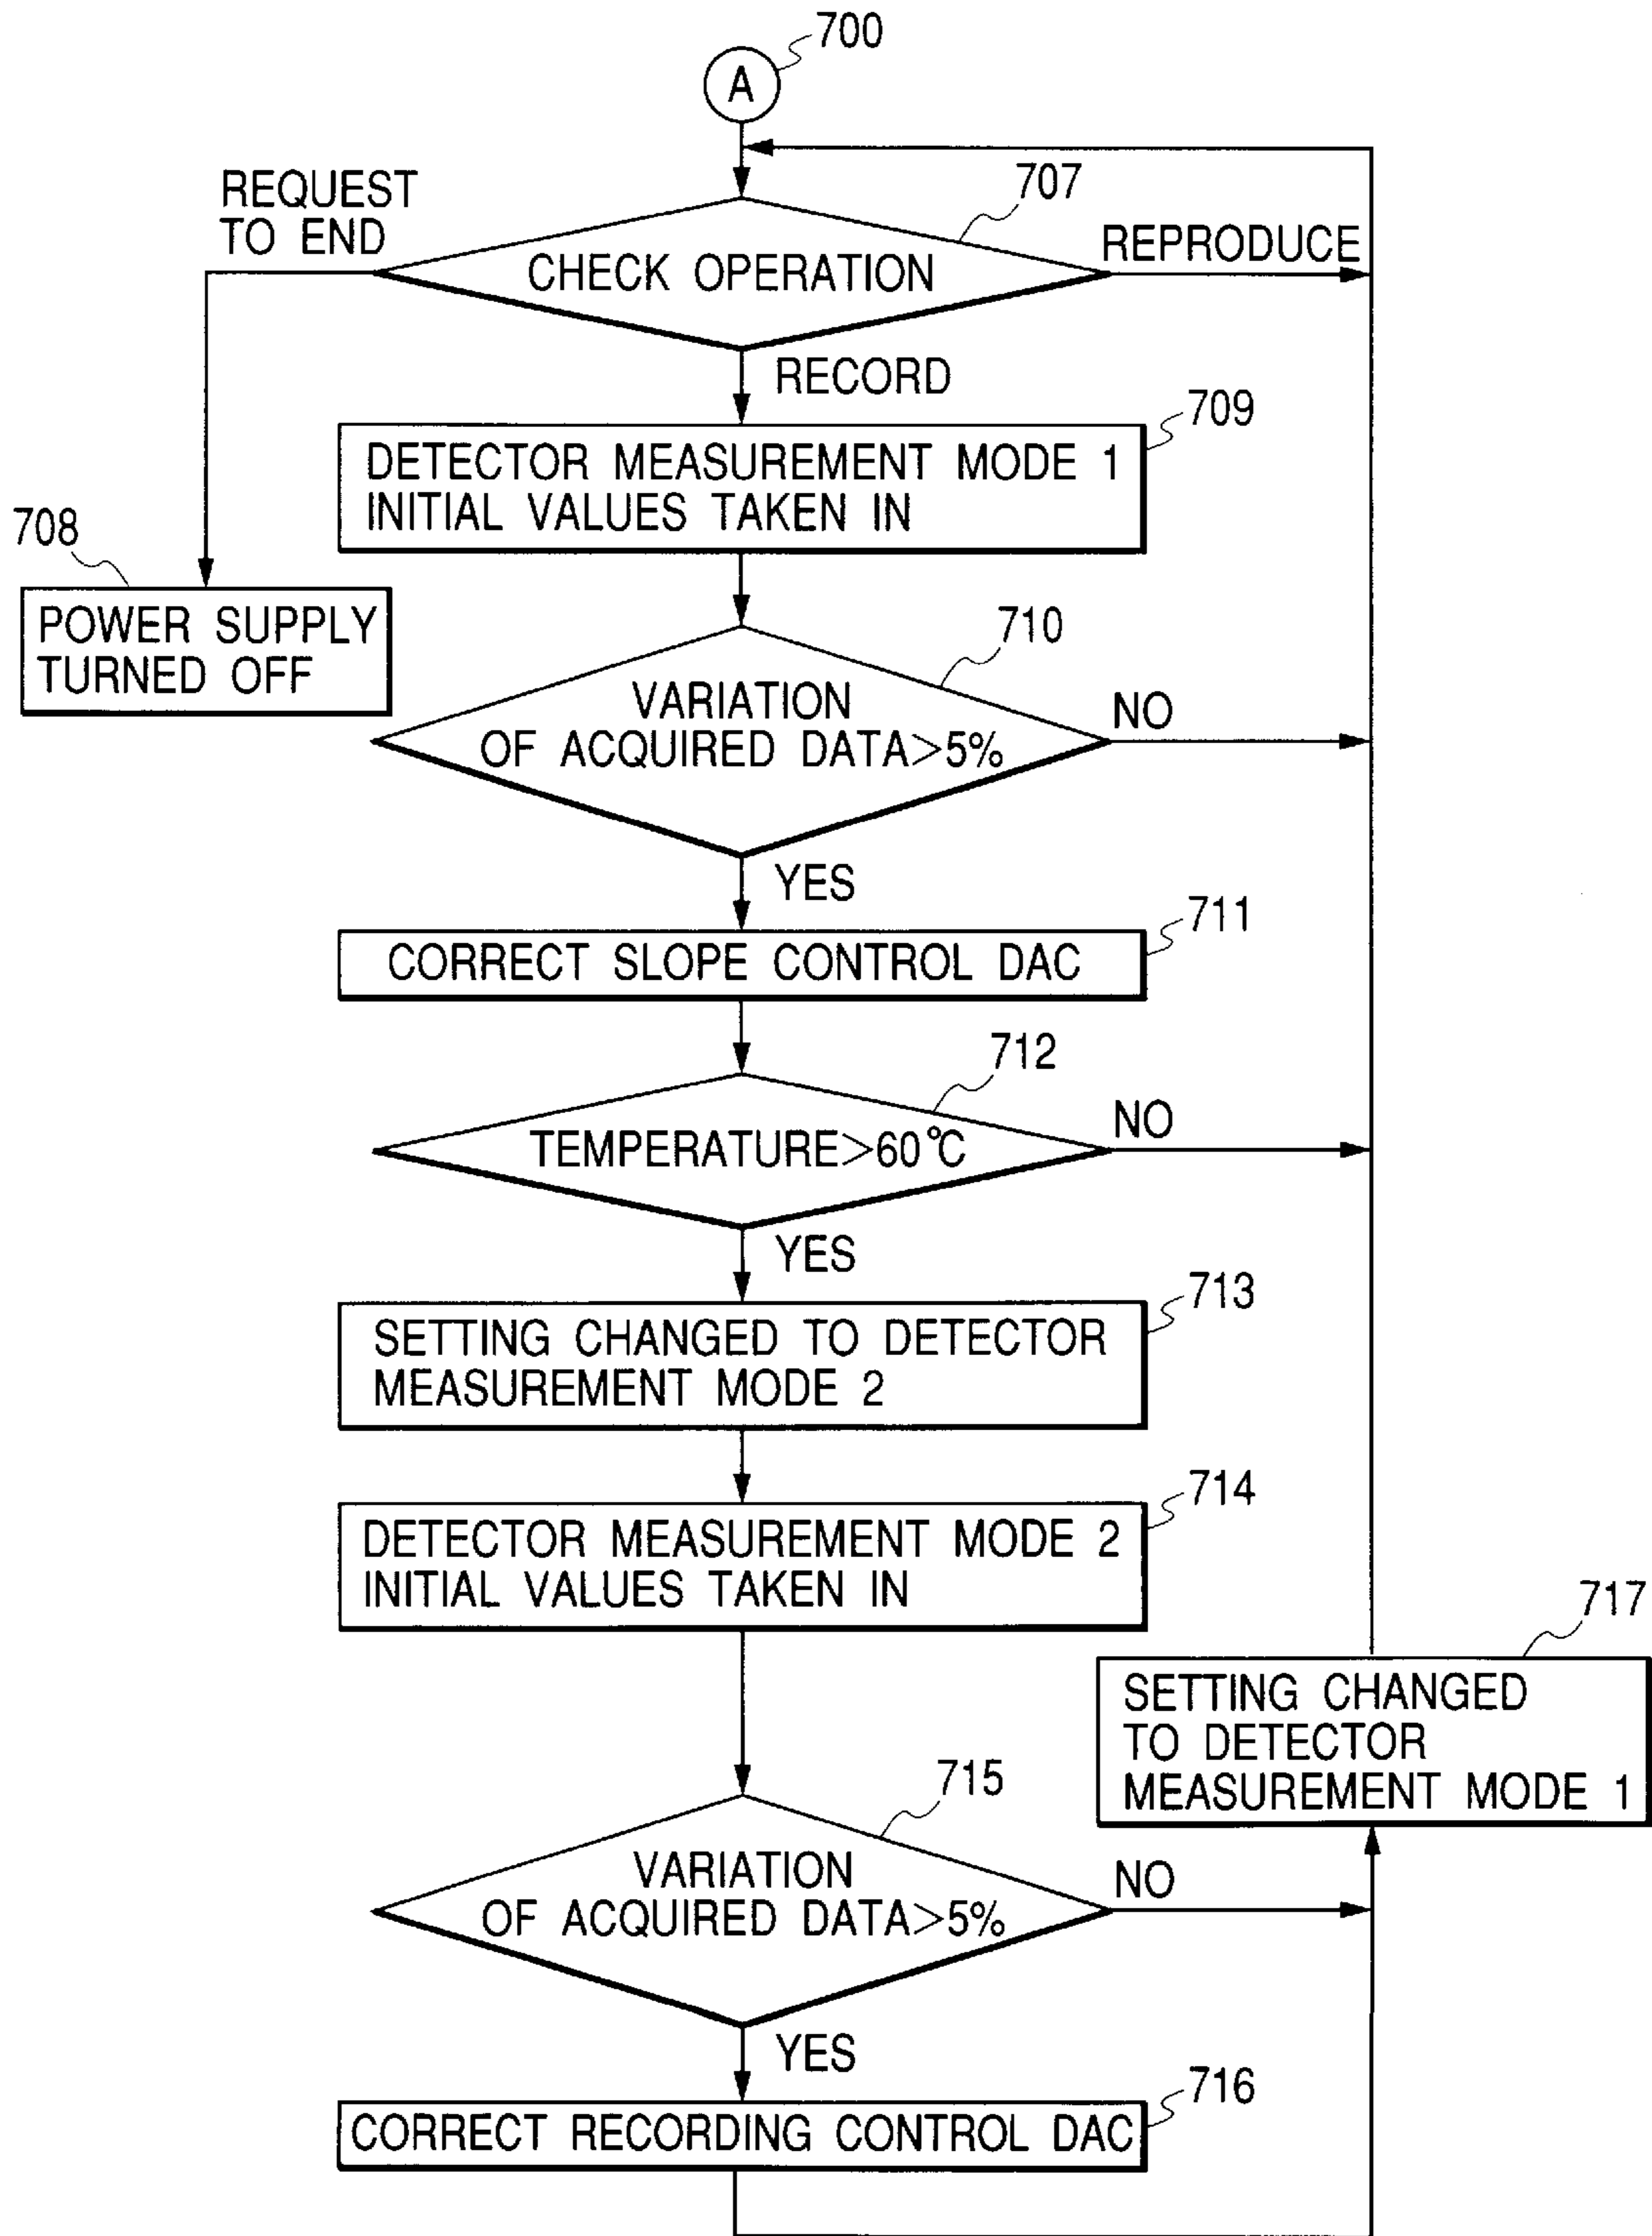 700
A
REQUEST
TO END
707
REPRODUCE
CHECK OPERATION
RECORD
709
DETECTOR MEASUREMENT MODE 1
INITIAL VALUES TAKEN IN
708
POWER SUPPLY
TURNED OFF
710
VARIATION
OF ACQUIRED DATA>5%
NO
YES
711
CORRECT SLOPE CONTROL DAC
712
TEMPERATURE>60°C
NO
YES
713
SETTING CHANGED TO DETECTOR
MEASUREMENT MODE 2
714
DETECTOR MEASUREMENT MODE 2
INITIAL VALUES TAKEN IN
717
SETTING CHANGED
TO DETECTOR
MEASUREMENT MODE 1
715
VARIATION
OF ACQUIRED DATA>5%
NO
YES
716
CORRECT RECORDING CONTROL DAC